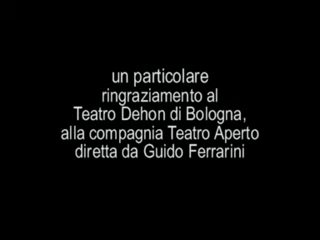 un particolare
ringraziamento al
Teatro Dehon di Bologna,
alla compagnia Teatro Aperto
diretta da Guido Ferrarini